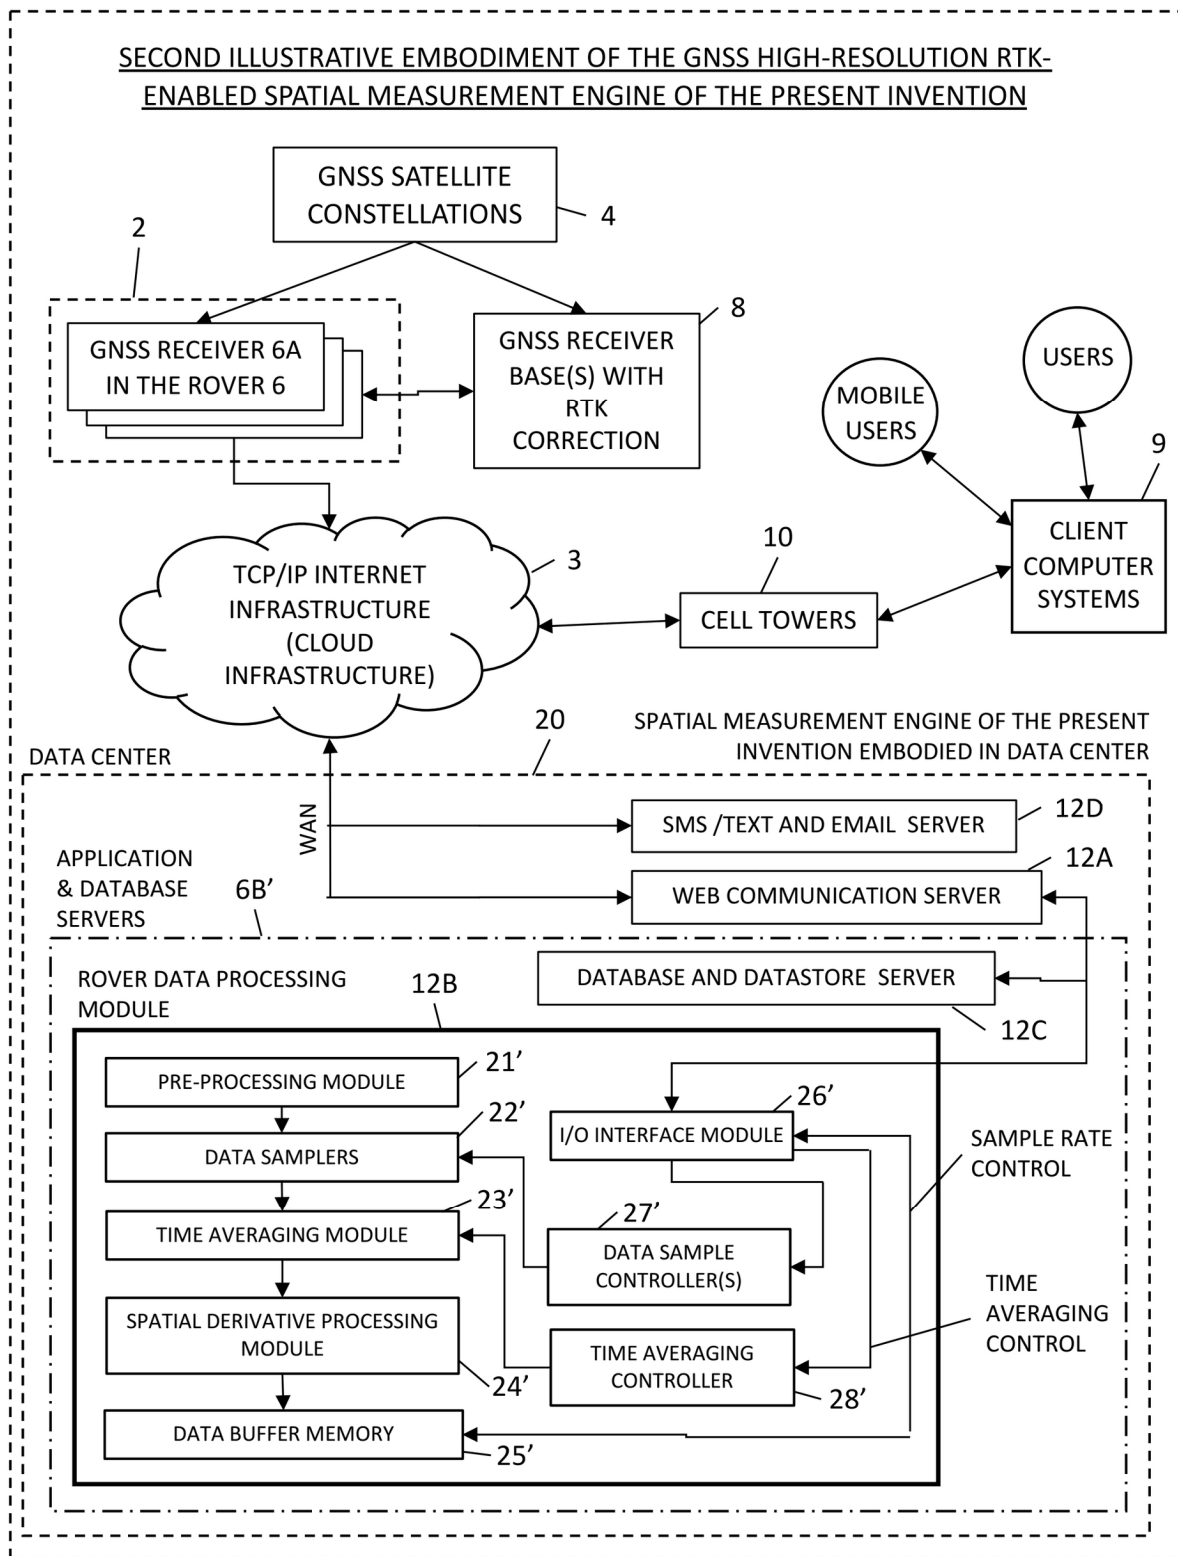 SECOND ILLUSTRATIVE EMBODIMENT OF THE GNSS HIGH-RESOLUTION RTK-
ENABLED SPATIAL MEASUREMENT ENGINE OF THE PRESENT INVENTION
GNSS SATELLITE
CONSTELLATIONS
4
2
GNSS RECEIVER 6A
IN THE ROVER 6
8
GNSS RECEIVER
BASE(S) WITH
RTK
CORRECTION
USERS
MOBILE
USERS
9
CLIENT
COMPUTER
SYSTEMS
10
CELL TOWERS
3
TCP/IP INTERNET
INFRASTRUCTURE
(CLOUD
INFRASTRUCTURE)
20
SPATIAL MEASUREMENT ENGINE OF THE PRESENT
INVENTION EMBODIED IN DATA CENTER
DATA CENTER
WAN
SMS /TEXT AND EMAIL SERVER
12D
12A
WEB COMMUNICATION SERVER
APPLICATION
& DATABASE
SERVERS
6B’
DATABASE AND DATASTORE SERVER
12C
ROVER DATA PROCESSING
MODULE
12B
PRE-PROCESSING MODULE
21’
22’
DATA SAMPLERS
23’
TIME AVERAGING MODULE
SPATIAL DERIVATIVE PROCESSING
MODULE
24’
DATA BUFFER MEMORY
25’
26’
I/O INTERFACE MODULE
27’
DATA SAMPLE
CONTROLLER(S)
TIME AVERAGING
CONTROLLER
28’
SAMPLE RATE
CONTROL
TIME
AVERAGING
CONTROL